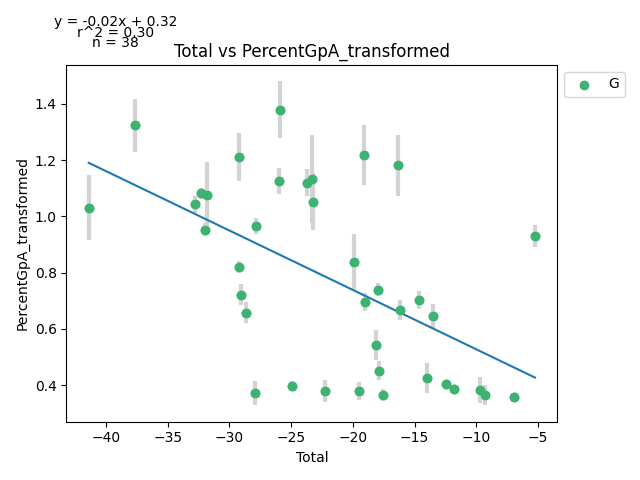 y = -0.02x + 0.32
r^2 = 0.30
n = 38
Total vs PercentGpA_transformed
G
PercentGpA_transformed
1.4
1.2
1.0
0.8
0.6
0.4
−40 −35 −30 −25 −20 −15 −10 −5
Total